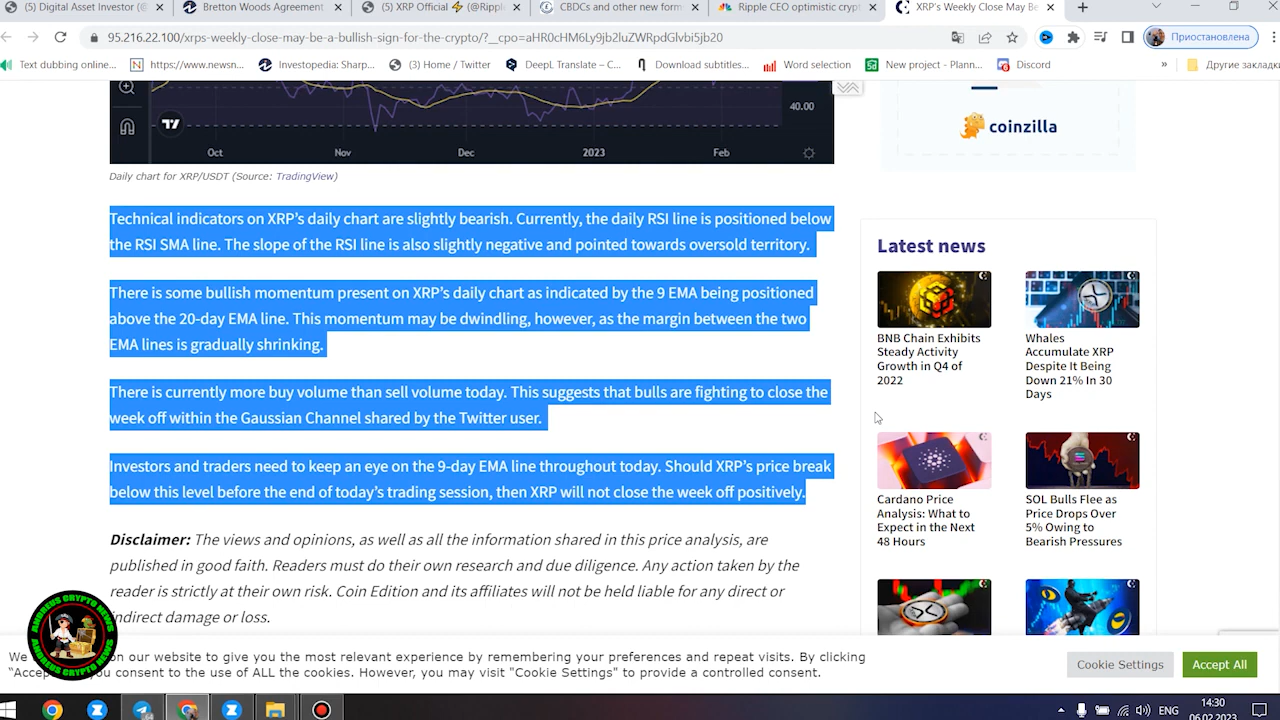 (5) Digital Asset Investor (@
Bretton Woods Agreement
(5) XRP Official ⚡ (@Rippl
CBDCs and other new form
Ripple CEO optimistic crypt
XRP's Weekly Close May Be
95.216.22.100/xrps-weekly-close-may-be-a-bullish-sign-for-the-crypto/?__cpo=aHR0cHM6Ly9jb2luZWRpdGlvbi5jb20
Приостановлена
Text dubbing online...
https://www.newsn...
Investopedia: Sharp...
(3) Home / Twitter
DeepL Translate – С...
Download subtitles...
Word selection
New project - Plann...
Discord
»
Другие закладки
40.00
Oct Nov Dec 2023 Feb
Daily chart for XRP/USDT (Source: TradingView)
Technical indicators on XRP's daily chart are slightly bearish. Currently, the daily RSI line is positioned below
the RSI SMA line. The slope of the RSI line is also slightly negative and pointed towards oversold territory.
There is some bullish momentum present on XRP's daily chart as indicated by the 9 EMA being positioned
above the 20-day EMA line. This momentum may be dwindling, however, as the margin between the two
EMA lines is gradually shrinking.
There is currently more buy volume than sell volume today. This suggests that bulls are fighting to close the
week off within the Gaussian Channel shared by the Twitter user.
Investors and traders need to keep an eye on the 9-day EMA line throughout today. Should XRP's price break
below this level before the end of today's trading session, then XRP will not close the week off positively.
Disclaimer: The views and opinions, as well as all the information shared in this price analysis, are
published in good faith. Readers must do their own research and due diligence. Any action taken by the
reader is strictly at their own risk. Coin Edition and its affiliates will not be held liable for any direct or
indirect damage or loss.
coinzilla
Latest news
BNB Chain Exhibits
Steady Activity
Growth in Q4 of
2022
Whales
Accumulate XRP
Despite It Being
Down 21% In 30
Days
Cardano Price
Analysis: What to
Expect in the Next
48 Hours
SOL Bulls Flee as
Price Drops Over
5% Owing to
Bearish Pressures
ANDREUS CRYPTO NEWS
ANDREUS CRYPTO NEWS
on our website to give you the most relevant experience by remembering your preferences and repeat visits. By clicking
"Accep you consent to the use of ALL the cookies. However, you may visit "Cookie Settings" to provide a controlled consent.
Cookie Settings
Accept All
ENG
14:30
06.02.2023